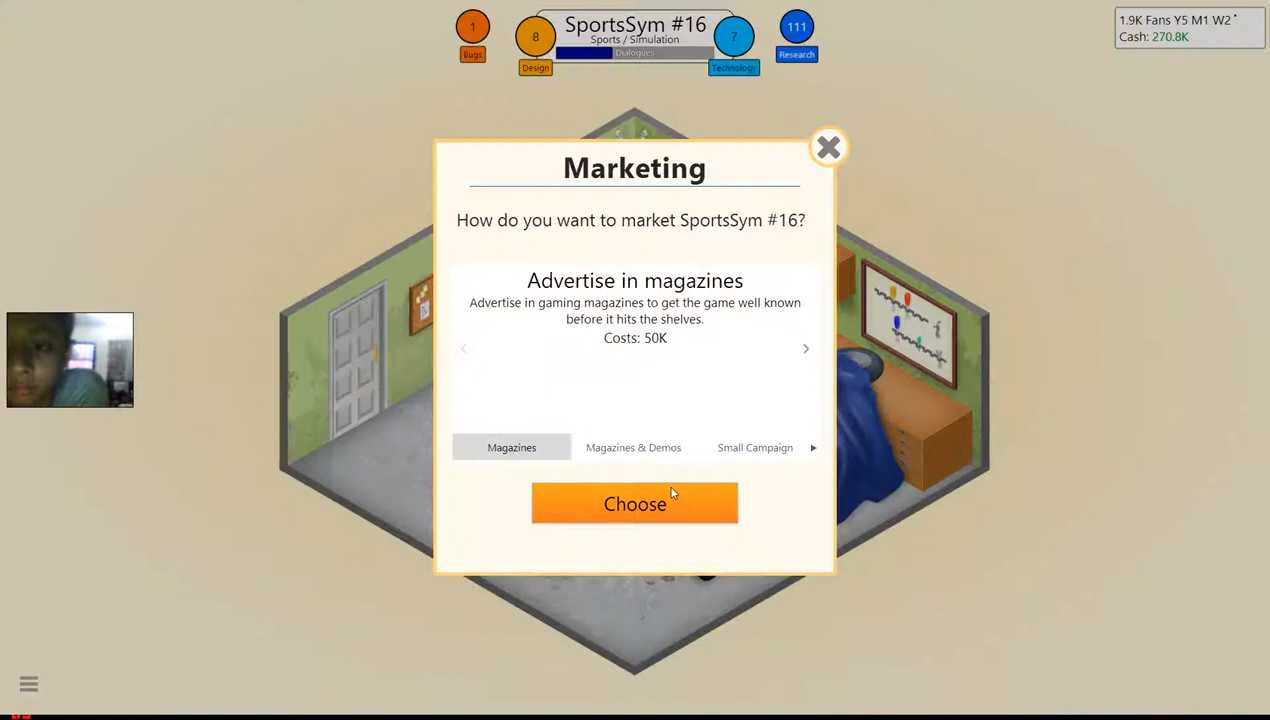 1
Bugs
8
Design
SportsSym #16
Sports / Simulation
Dialogues
7
Technology
111
Research
1.9K Fans Y5 M1 W2
Cash: 270.8K
Marketing
How do you want to market SportsSym #16?
Advertise in magazines
Advertise in gaming magazines to get the game well known
before it hits the shelves.
Costs: 50K
Magazines
Magazines & Demos
Small Campaign
Choose